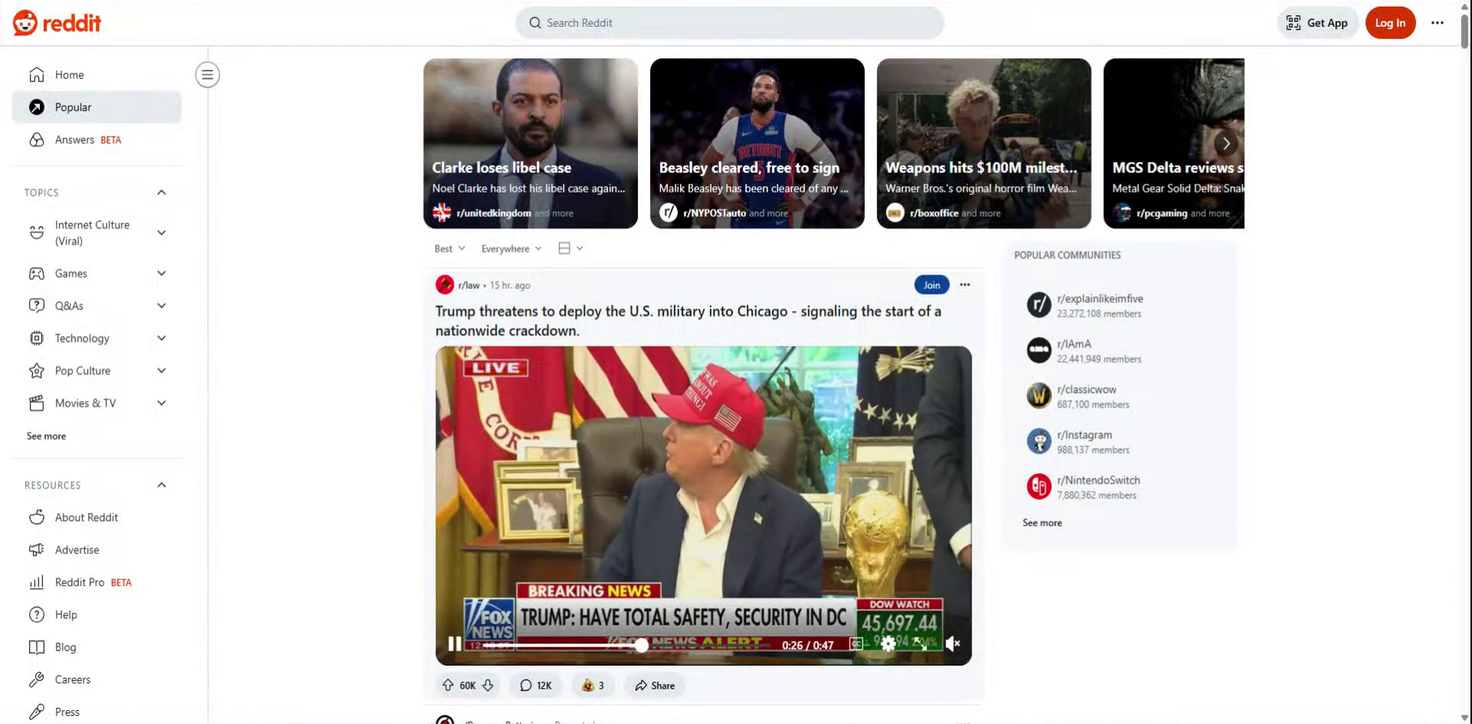 reddit
Search Reddit
Get App
Log In
Home
Popular
Answers BETA
TOPICS
Internet Culture
(Viral)
Games
Q&As
Technology
Pop Culture
Movies & TV
See more
RESOURCES
About Reddit
Advertise
Reddit Pro BETA
Help
Blog
Careers
Press
Clarke loses libel case
Noel Clarke has lost his libel case again...
r/unitedkingdom and more
DETROIT
Beasley cleared, free to sign
Malik Beasley has been cleared of any ...
r/NYPOSTauto and more
Weapons hits $100M milest...
Warner Bros.'s original horror film Wea...
r/boxoffice and more
MGS Delta reviews s
Metal Gear Solid Delta: Snak
r/pcgaming and more
Best
Everywhere
r/law • 15 hr. ago
Join
Trump threatens to deploy the U.S. military into Chicago - signaling the start of a
nationwide crackdown.
LIVE
BREAKING NEWS
FOX
NEWS
TRUMP: HAVE TOTAL SAFETY, SECURITY IN DC
DOW WATCH
45,697.44
FOX NEWS ALERT
0:26 / 0:47
CC
60K
12K
3
Share
POPULAR COMMUNITIES
r/explainlikeimfive
23,272,108 members
r/IAmA
22,441,949 members
r/classicwow
687,100 members
r/Instagram
988,137 members
r/NintendoSwitch
7,880,362 members
See more